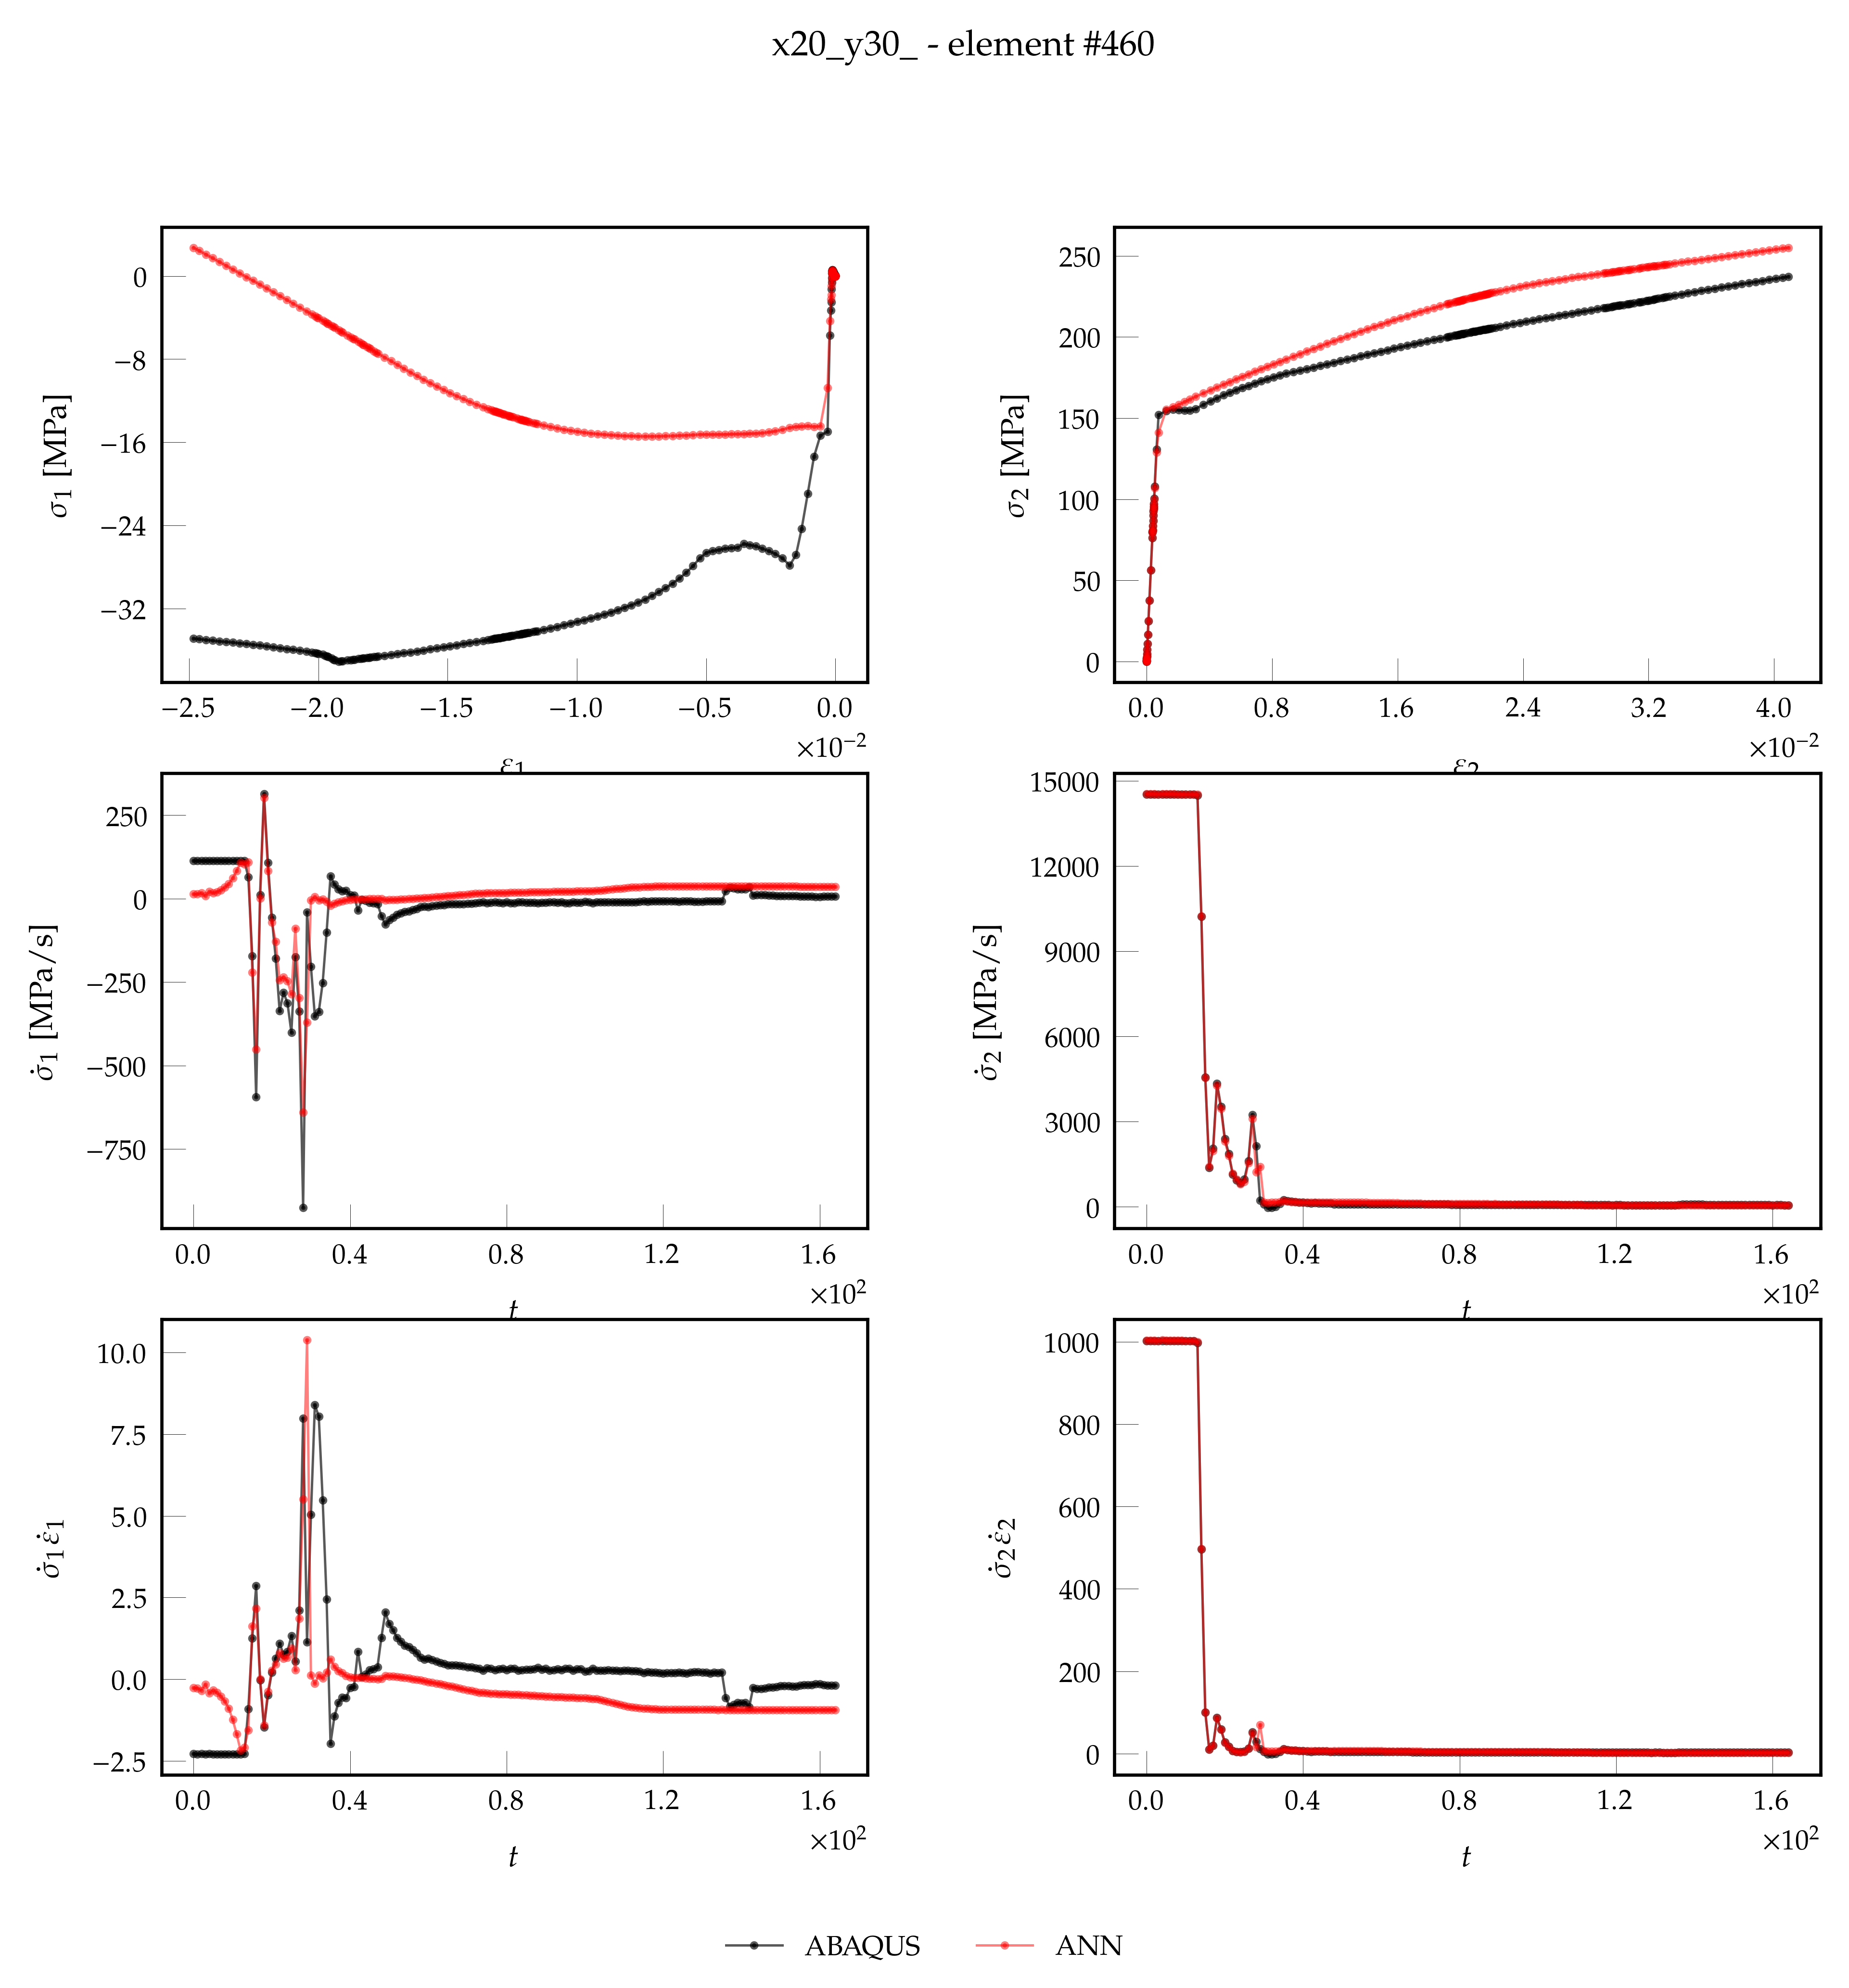 x20_y30_ - element #460
σ1 [MPa]
0
−8
−16
−24
−32
−2.5 −2.0 −1.5 −1.0 −0.5 0.0
×10−2
ε1
σ2 [MPa]
250
200
150
100
50
0
0.0 0.8 1.6 2.4 3.2 4.0
×10−2
ε2
σ̇1 [MPa/s]
250
0
−250
−500
−750
0.0 0.4 0.8 1.2 1.6
×102
t
σ̇2 [MPa/s]
15000
12000
9000
6000
3000
0
0.0 0.4 0.8 1.2 1.6
×102
t
σ̇1ε̇1
10.0
7.5
5.0
2.5
0.0
−2.5
0.0 0.4 0.8 1.2 1.6
×102
t
σ̇2ε̇2
1000
800
600
400
200
0
0.0 0.4 0.8 1.2 1.6
×102
t
ABAQUS ANN